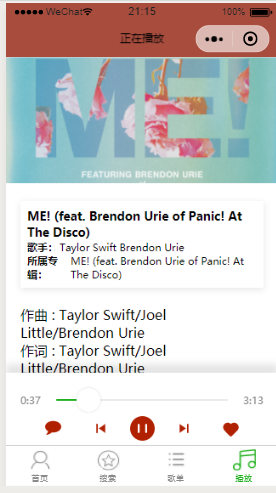 WeChat 21:15 100%
正在播放
ME!
FEATURING BRENDON URIE
ME! (feat. Brendon Urie of Panic! At
The Disco)
歌手: Taylor Swift Brendon Urie
所属专 ME! (feat. Brendon Urie of Panic! At
辑: The Disco)
作曲 : Taylor Swift/Joel
Little/Brendon Urie
作词 : Taylor Swift/Joel
Little/Brendon Urie
0:37 3:13
我 搜索 歌单 播放